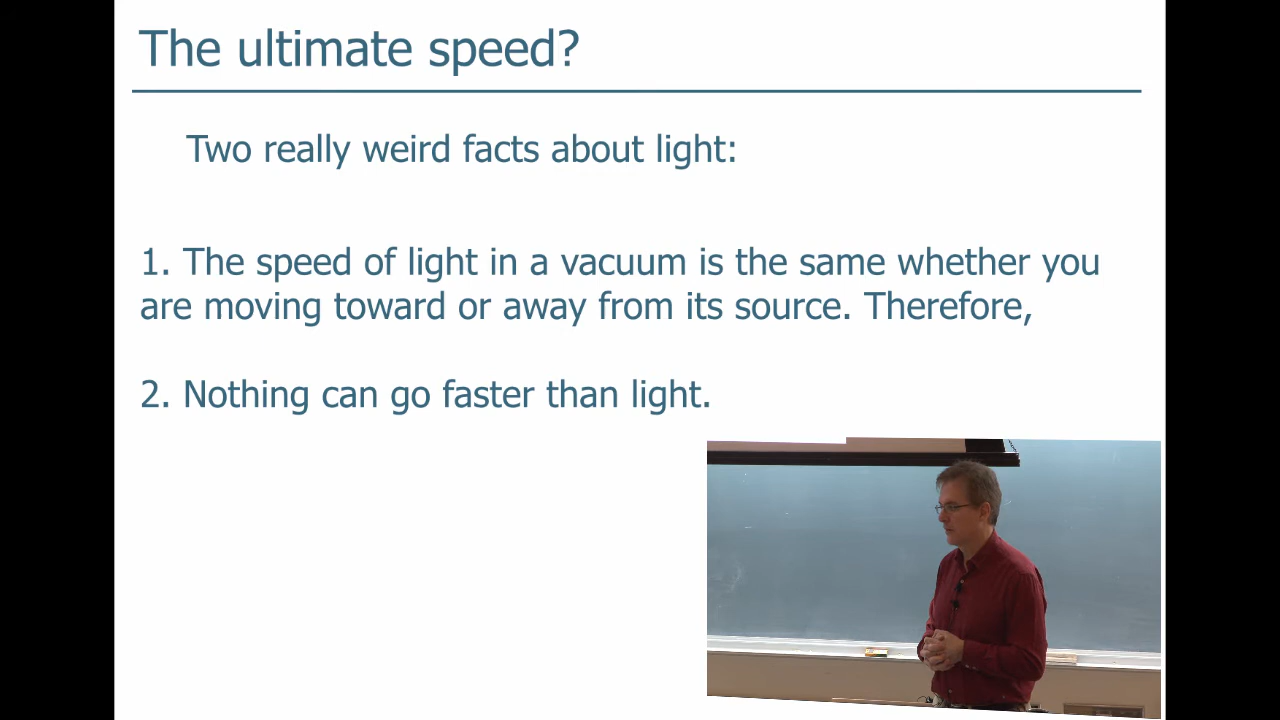 The ultimate speed?
Two really weird facts about light:
1. The speed of light in a vacuum is the same whether you
are moving toward or away from its source. Therefore,
2. Nothing can go faster than light.